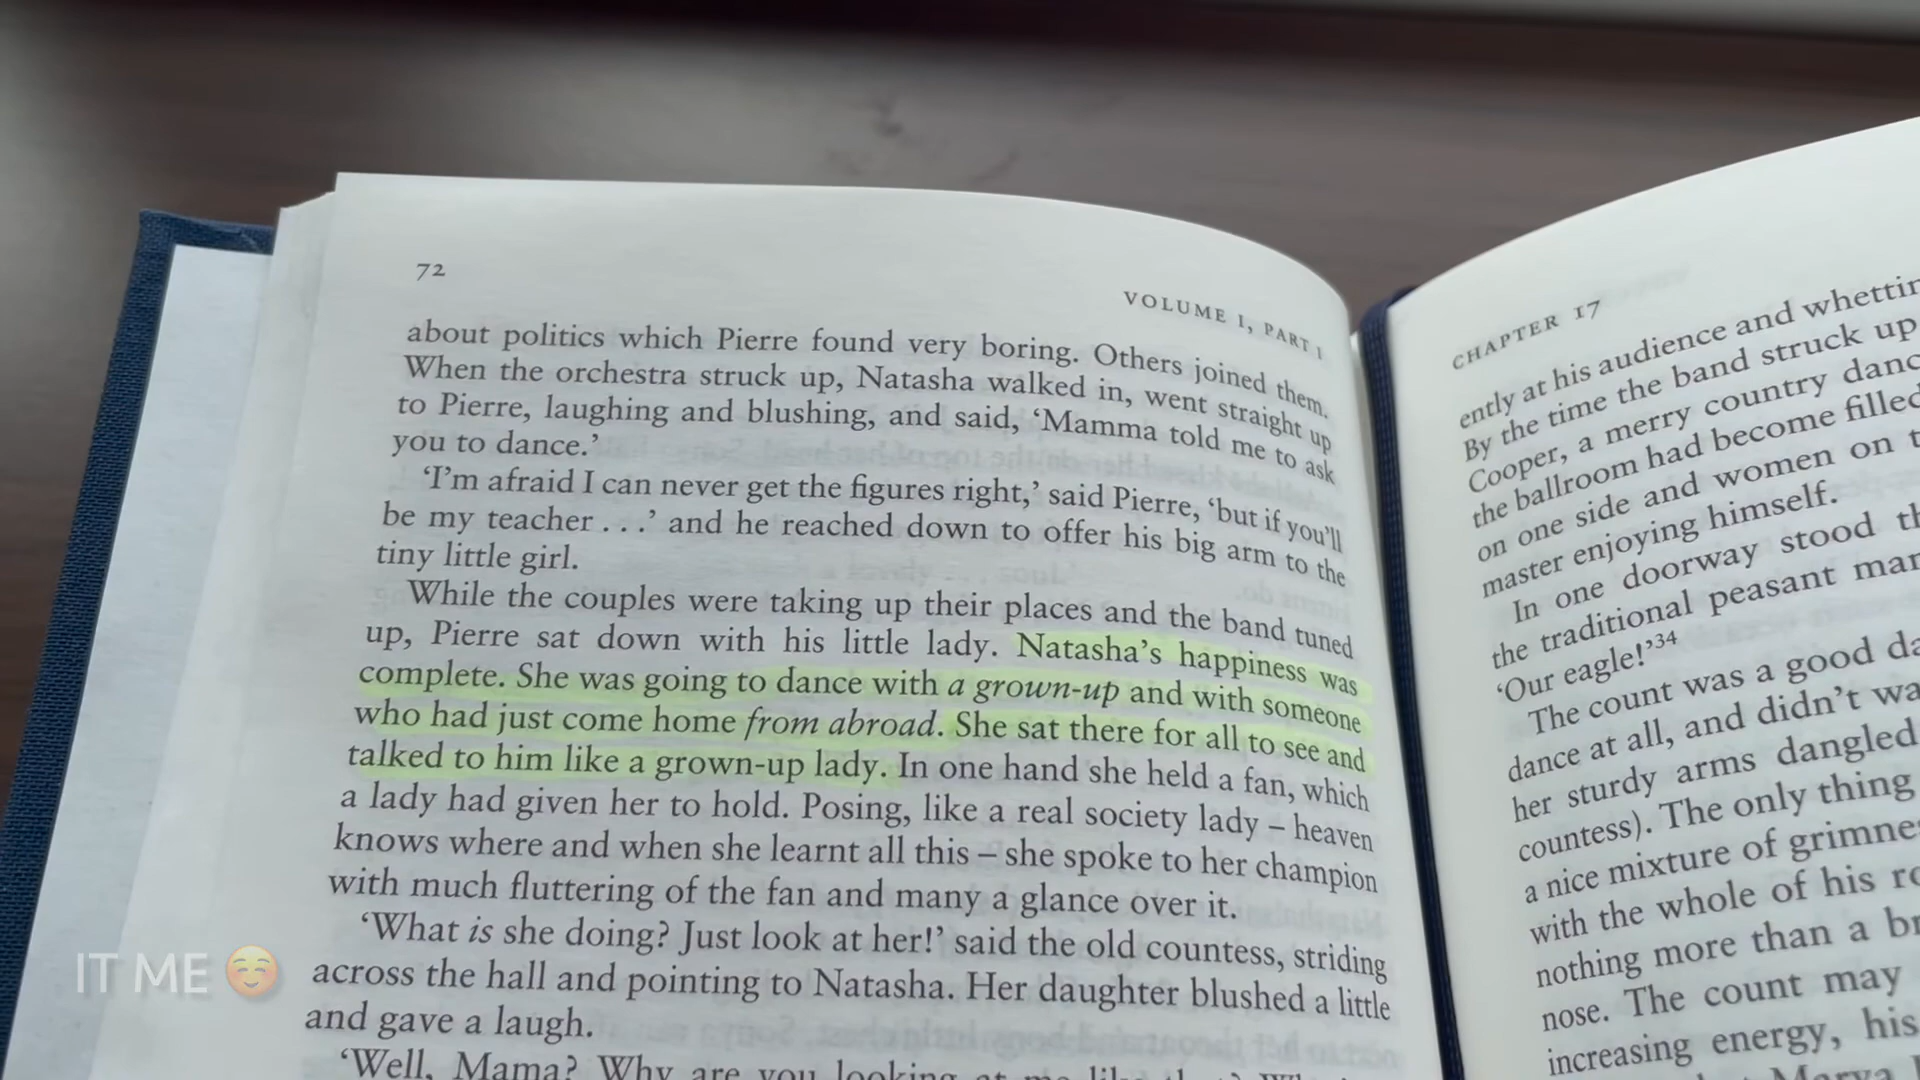 72
VOLUME I, PART I
about politics which Pierre found very boring. Others joined them.
When the orchestra struck up, Natasha walked in, went straight up
to Pierre, laughing and blushing, and said, ‘Mamma told me to ask
you to dance.’
‘I’m afraid I can never get the figures right,’ said Pierre, ‘but if you’ll
be my teacher . . .’ and he reached down to offer his big arm to the
tiny little girl.
While the couples were taking up their places and the band tuned
up, Pierre sat down with his little lady. Natasha’s happiness was
complete. She was going to dance with a grown-up and with someone
who had just come home from abroad. She sat there for all to see and
talked to him like a grown-up lady. In one hand she held a fan, which
a lady had given her to hold. Posing, like a real society lady – heaven
knows where and when she learnt all this – she spoke to her champion
with much fluttering of the fan and many a glance over it.
‘What is she doing? Just look at her!’ said the old countess, striding
across the hall and pointing to Natasha. Her daughter blushed a little
and gave a laugh.
‘Well, Mama? Why are you looking at me like
CHAPTER 17
ently at his audience and
By the time the band struck up
Cooper, a merry country
the ballroom had become filled
on one side and women on
master enjoying himself.
In one doorway stood
the traditional peasant
‘Our eagle!’34
The count was a good
dance at all, and didn’t
her sturdy arms dangled
countess). The only thing
a nice mixture of
with the whole of his
nothing more than a
nose. The count may
increasing energy, his
IT ME 😊